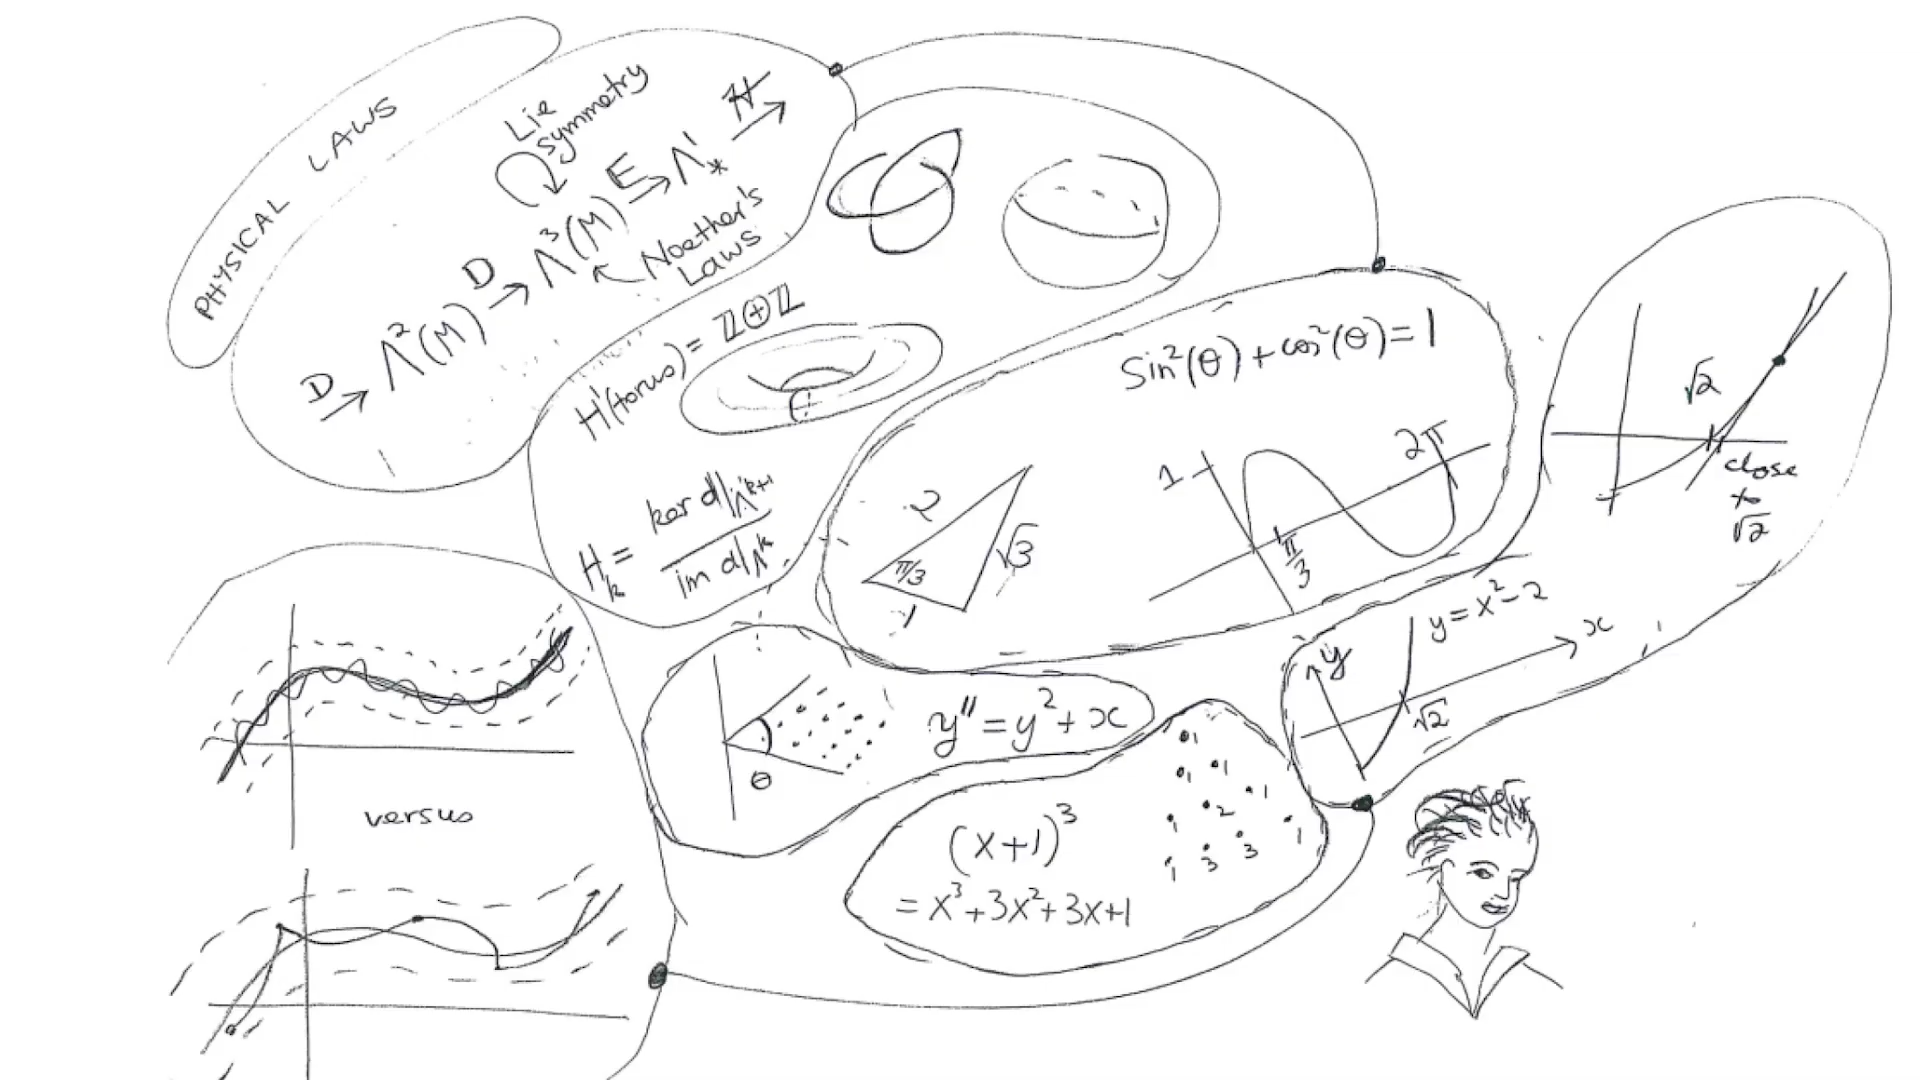 PHYSICAL LAWS
Lie
symmetry
D→ Λ²(M) D→ Λ³(M) E→ Λ¹* H→
Noether's
Laws
H¹(torus) = ℤ⊕ℤ
H_k = ker d|Λ^{k+1} / im d|Λ^k
Sin²(θ) + cos²(θ) = 1
2
√3
π/3
1
1
π/3
2π
√2
close
to
√2
y = x² - 2
y
x
√2
versus
θ
y'' = y² + x
(x+1)³
= x³ + 3x² + 3x + 1
1
1 1
1 2 1
1 3 3 1